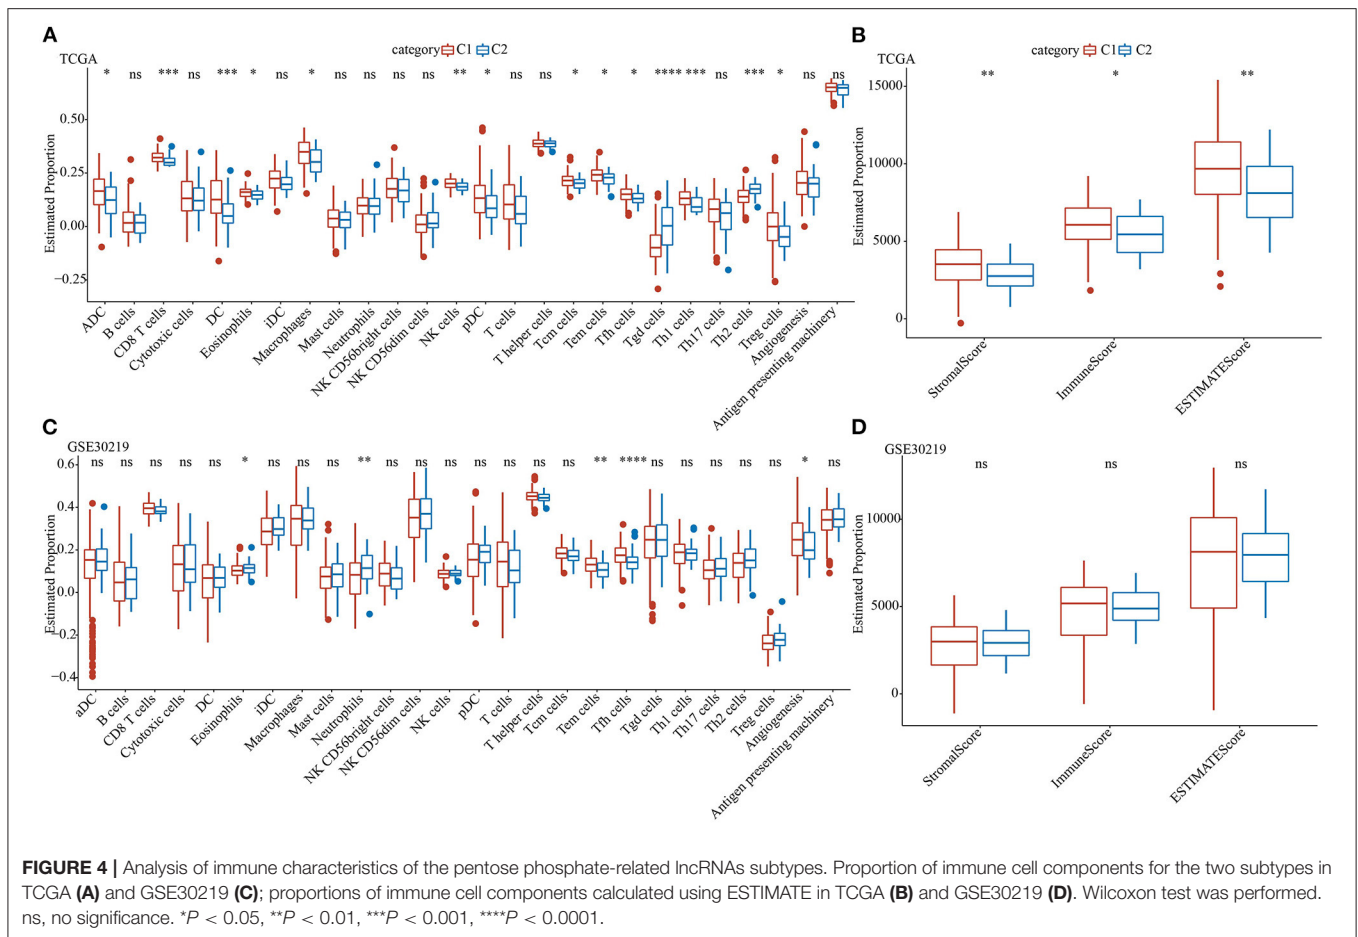 A
category C1 C2
TCGA
* ns *** ns *** * ns * ns ns ns ns ** * ns ns * * * **** *** ns *** * ns ns
Estimated Proportion
0.50
0.25
0.00
−0.25
ADC
B cells
CD8 T cells
Cytotoxic cells
DC
Eosinophils
iDC
Macrophages
Mast cells
Neutrophils
NK CD56bright cells
NK CD56dim cells
NK cells
pDC
T cells
T helper cells
Tcm cells
Tem cells
Tfh cells
Tgd cells
Th1 cells
Th17 cells
Th2 cells
Treg cells
Angiogenesis
Antigen presenting machinery
B
category C1 C2
TCGA
** * **
Estimated Proportion
15000
10000
5000
0
StromalScore
ImmuneScore
ESTIMATEScore
C
GSE30219
ns ns ns ns ns * ns ns ns ** ns ns ns ns ns ns ns ** **** ns ns ns ns ns * ns
Estimated Proportion
0.6
0.4
0.2
0.0
−0.2
−0.4
aDC
B cells
CD8 T cells
Cytotoxic cells
DC
Eosinophils
iDC
Macrophages
Mast cells
Neutrophils
NK CD56bright cells
NK CD56dim cells
NK cells
pDC
T cells
T helper cells
Tcm cells
Tem cells
Tfh cells
Tgd cells
Th1 cells
Th17 cells
Th2 cells
Treg cells
Angiogenesis
Antigen presenting machinery
D
GSE30219
ns ns ns
Estimated Proportion
10000
5000
0
StromalScore
ImmuneScore
ESTIMATEScore
FIGURE 4 | Analysis of immune characteristics of the pentose phosphate-related lncRNAs subtypes. Proportion of immune cell components for the two subtypes in
TCGA (A) and GSE30219 (C); proportions of immune cell components calculated using ESTIMATE in TCGA (B) and GSE30219 (D). Wilcoxon test was performed.
ns, no significance. *P < 0.05, **P < 0.01, ***P < 0.001, ****P < 0.0001.